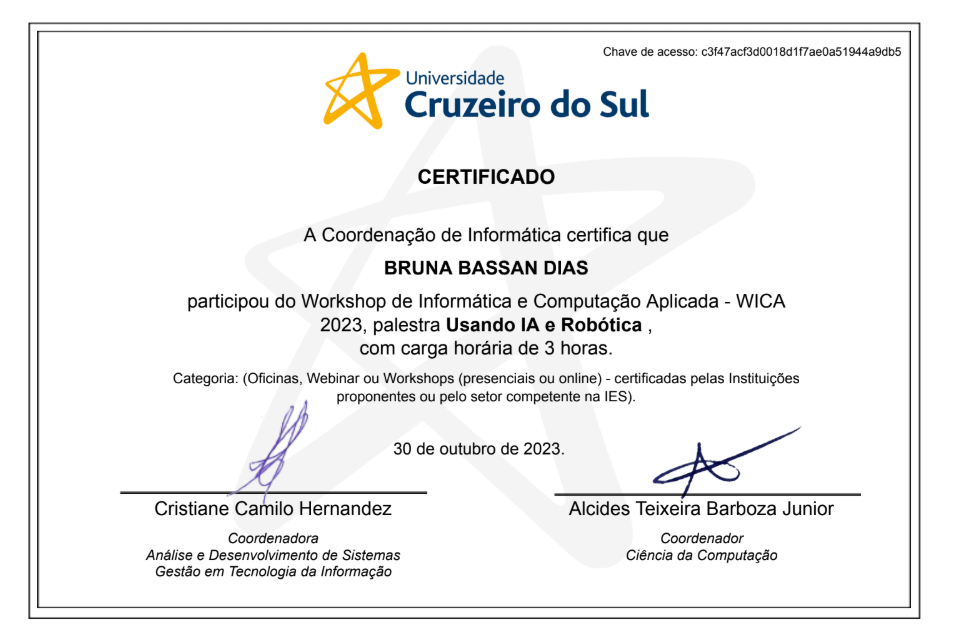 Chave de acesso: c3f47acf3d0018d1f7ae0a51944a9db5
Universidade
Cruzeiro do Sul
CERTIFICADO
A Coordenação de Informática certifica que
BRUNA BASSAN DIAS
participou do Workshop de Informática e Computação Aplicada - WICA
2023, palestra Usando IA e Robótica ,
com carga horária de 3 horas.
Categoria: (Oficinas, Webinar ou Workshops (presenciais ou online) - certificadas pelas Instituições
proponentes ou pelo setor competente na IES).
30 de outubro de 2023.
Cristiane Camilo Hernandez
Coordenadora
Análise e Desenvolvimento de Sistemas
Gestão em Tecnologia da Informação
Alcides Teixeira Barboza Junior
Coordenador
Ciência da Computação